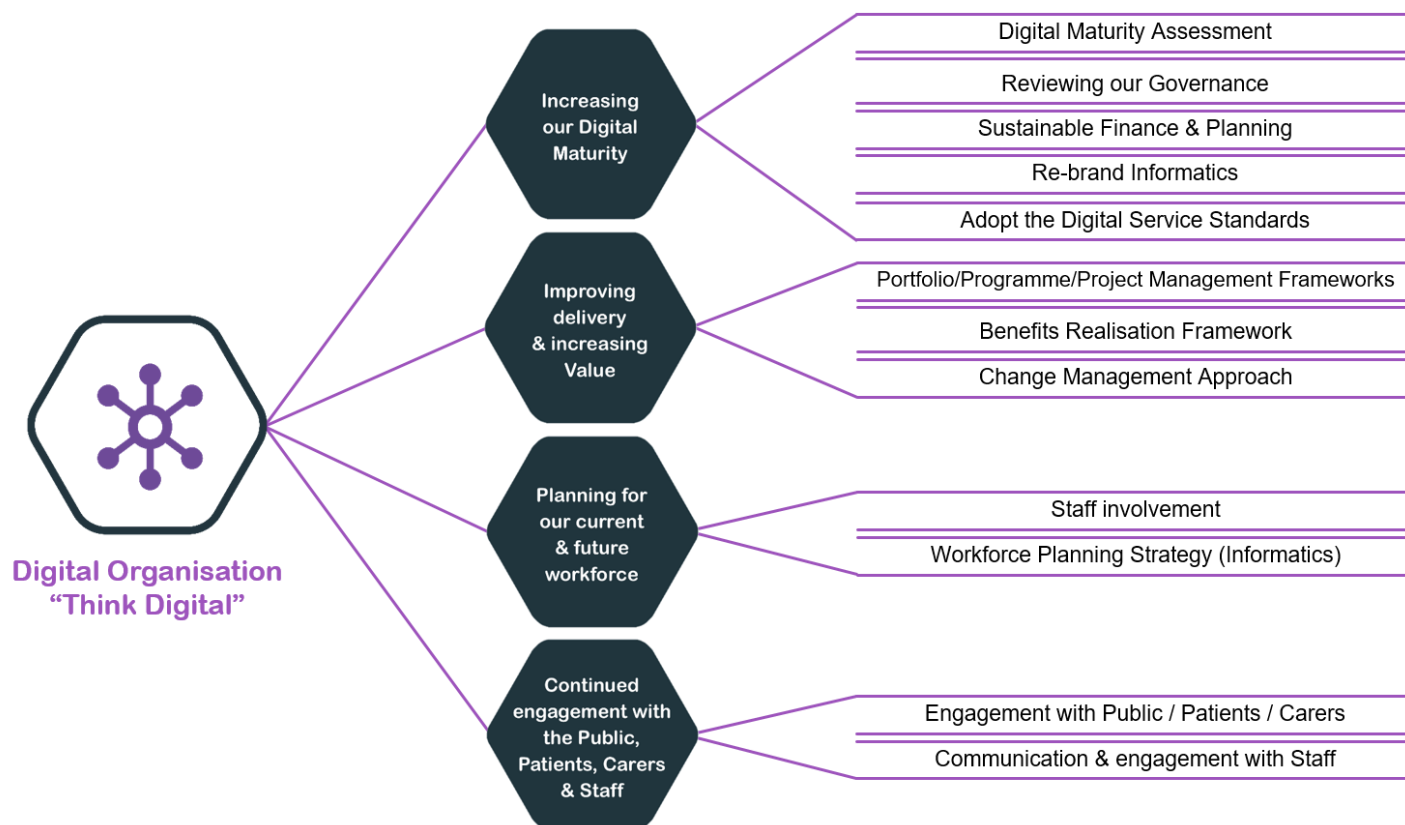 Digital Organisation
“Think Digital”
Increasing
our Digital
Maturity
Digital Maturity Assessment
Reviewing our Governance
Sustainable Finance & Planning
Re-brand Informatics
Adopt the Digital Service Standards
Improving
delivery
& increasing
Value
Portfolio/Programme/Project Management Frameworks
Benefits Realisation Framework
Change Management Approach
Planning for
our current
& future
workforce
Staff involvement
Workforce Planning Strategy (Informatics)
Continued
engagement with
the Public,
Patients, Carers
& Staff
Engagement with Public / Patients / Carers
Communication & engagement with Staff